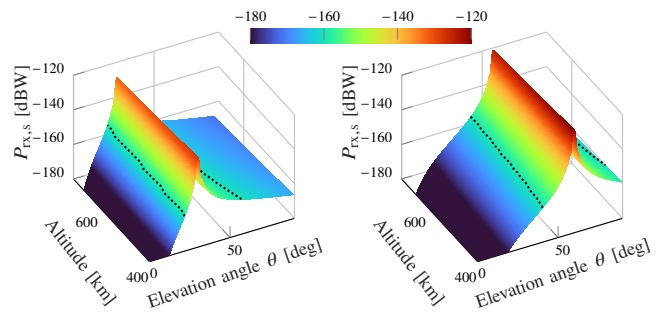 −180 −160 −140 −120
−120
−140
−160
−180
P_rx,s [dBW]
600
400
Altitude [km]
0
50
Elevation angle θ [deg]
−120
−140
−160
−180
P_rx,s [dBW]
600
400
Altitude [km]
0
50
Elevation angle θ [deg]